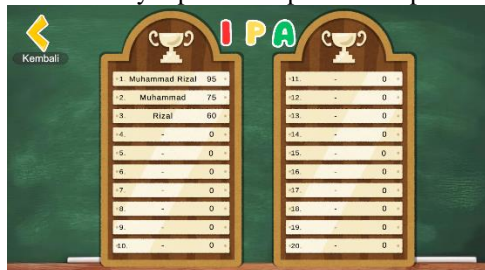 I P A
Kembali
1. Muhammad Rizal 95
2. Muhammad 75
3. Rizal 60
4. - 0
5. - 0
6. - 0
7. - 0
8. - 0
9. - 0
10. - 0
11. - 0
12. - 0
13. - 0
14. - 0
15. - 0
16. - 0
17. - 0
18. - 0
19. - 0
20. - 0